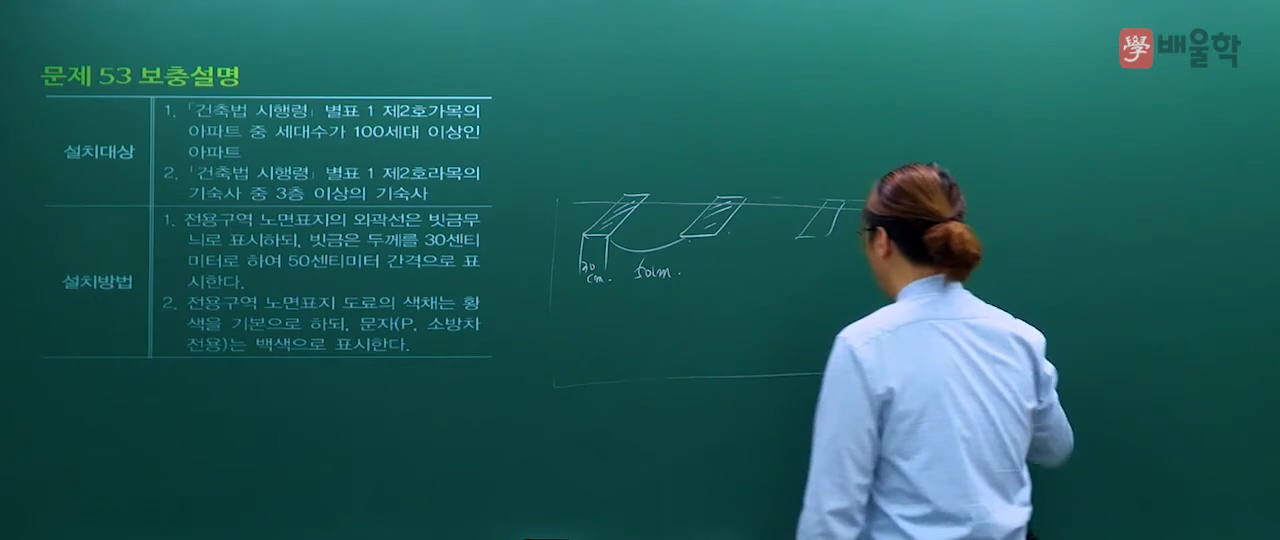 學 배울학
문제 53 보충설명
설치대상
1. 「건축법 시행령」 별표 1 제2호가목의
아파트 중 세대수가 100세대 이상인
아파트
2. 「건축법 시행령」 별표 1 제2호라목의
기숙사 중 3층 이상의 기숙사
설치방법
1. 전용구역 노면표지의 외곽선은 빗금무
늬로 표시하되, 빗금은 두께를 30센티
미터로 하여 50센티미터 간격으로 표
시한다.
2. 전용구역 노면표지 도료의 색채는 황
색을 기본으로 하되, 문자(P, 소방차
전용)는 백색으로 표시한다.
30
cm.
50cm.